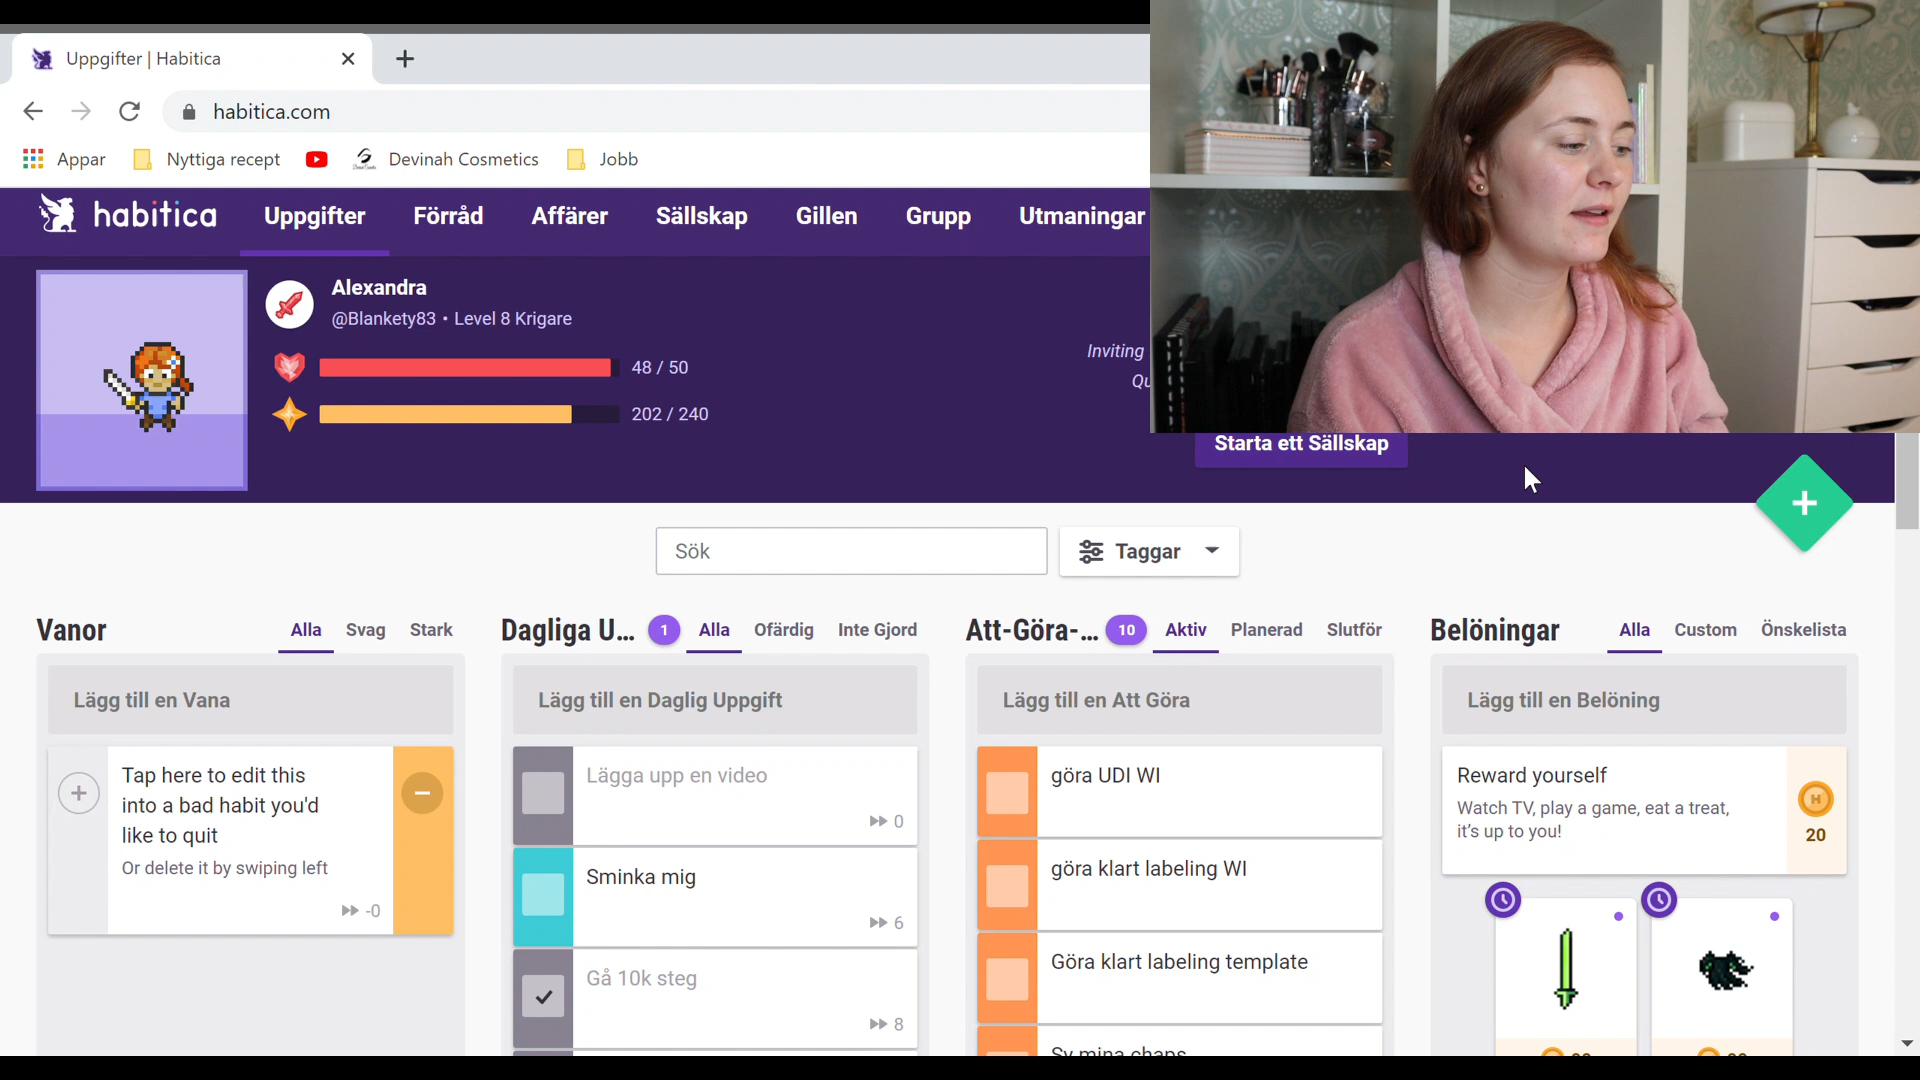 Uppgifter | Habitica
habitica.com
Appar
Nyttiga recept
Devinah Cosmetics
Jobb
habitica
Uppgifter
Förråd
Affärer
Sällskap
Gillen
Grupp
Utmaningar
Alexandra
@Blankety83 • Level 8 Krigare
48 / 50
202 / 240
Inviting
Starta ett Sällskap
Sök
Taggar
Vanor
Alla
Svag
Stark
Lägg till en Vana
Tap here to edit this
into a bad habit you'd
like to quit
Or delete it by swiping left
-0
Dagliga U...
1
Alla
Ofärdig
Inte Gjord
Lägg till en Daglig Uppgift
Lägga upp en video
0
Sminka mig
6
Gå 10k steg
8
Att-Göra-...
10
Aktiv
Planerad
Slutför
Lägg till en Att Göra
göra UDI WI
göra klart labeling WI
Göra klart labeling template
Sy mina chaps
Belöningar
Alla
Custom
Önskelista
Lägg till en Belöning
Reward yourself
Watch TV, play a game, eat a treat,
it's up to you!
H
20